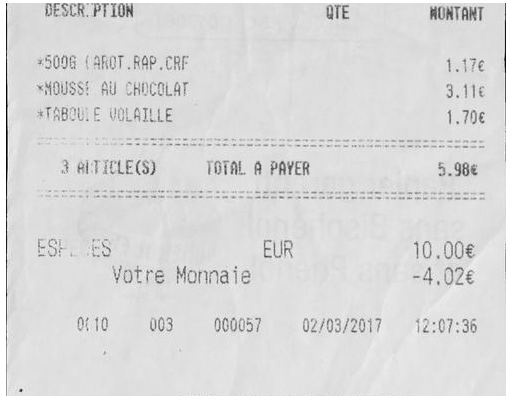 DESCRIPTION QTE MONTANT
*500G CAROT.RAP.CRF 1.17€
*MOUSSE AU CHOCOLAT 3.11€
*TABOULE VOLAILLE 1.70€
3 ARTICLE(S) TOTAL A PAYER 5.98€
ESPECES EUR 10.00€
Votre Monnaie -4.02€
0010 003 000057 02/03/2017 12:07:36